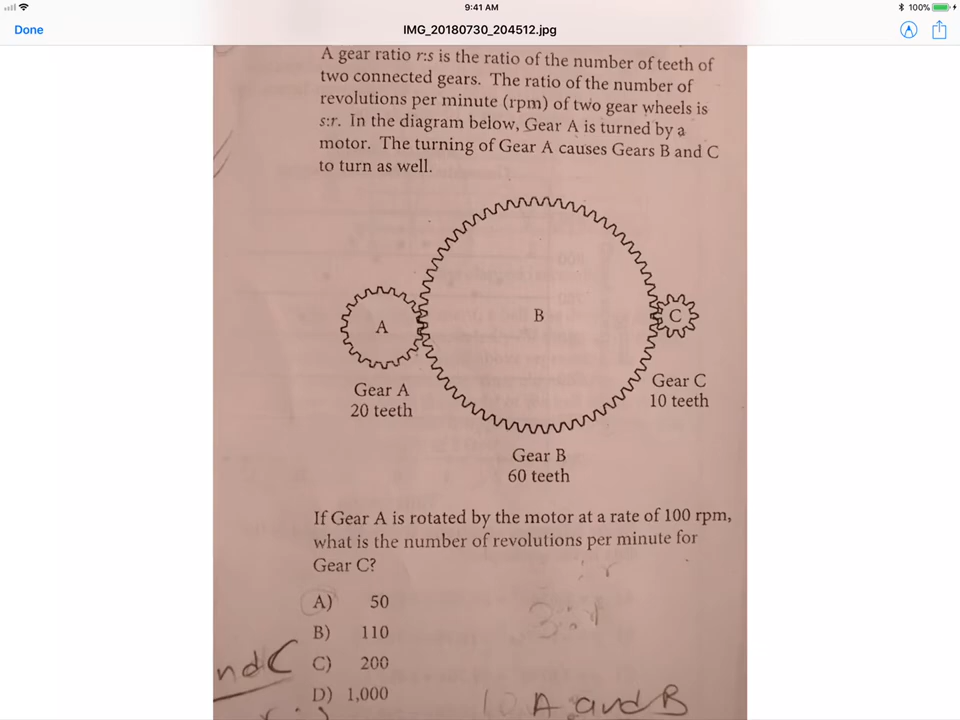 9:41 AM
100%
Done
IMG_20180730_204512.jpg
A gear ratio r:s is the ratio of the number of teeth of
two connected gears. The ratio of the number of
revolutions per minute (rpm) of two gear wheels is
s:r. In the diagram below, Gear A is turned by a
motor. The turning of Gear A causes Gears B and C
to turn as well.
A
B
C
Gear A
20 teeth
Gear C
10 teeth
Gear B
60 teeth
If Gear A is rotated by the motor at a rate of 100 rpm,
what is the number of revolutions per minute for
Gear C?
A) 50
B) 110
C) 200
D) 1,000
3:1
C
A and B